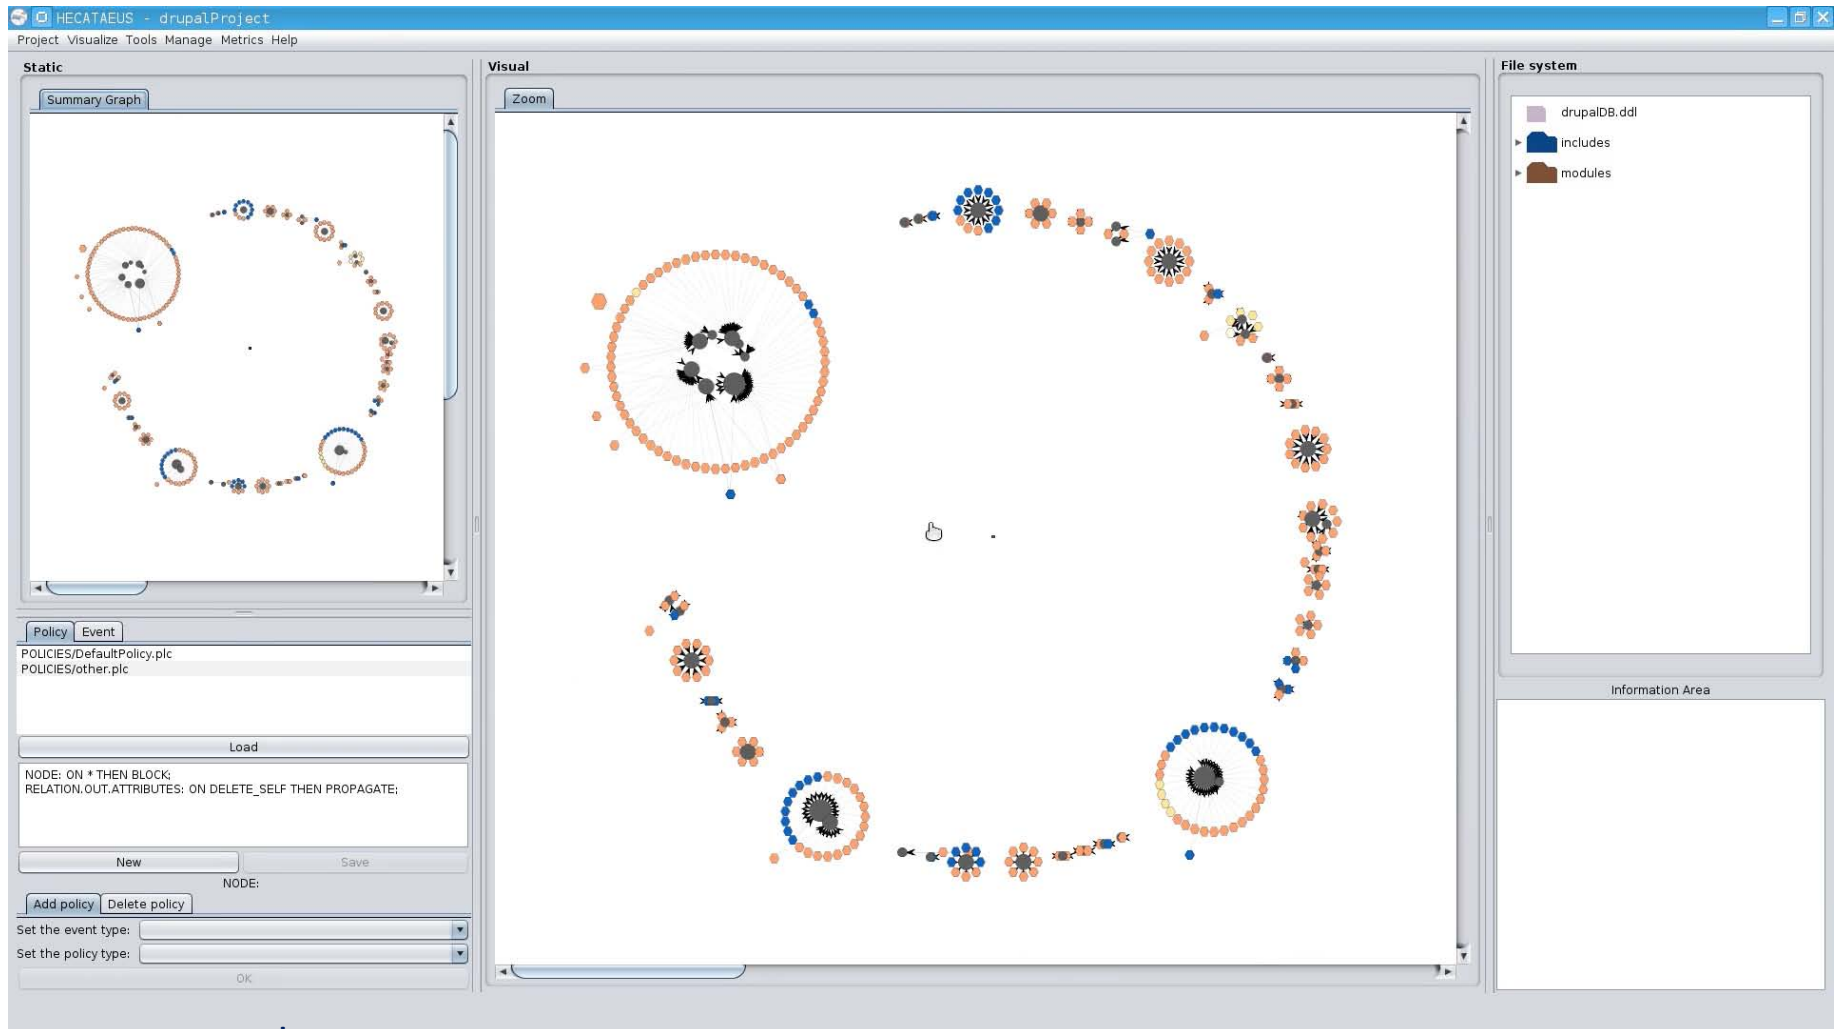 HECATAEUS - drupalProject
Project Visualize Tools Manage Metrics Help
Static
Summary Graph
Policy Event
POLICIES/DefaultPolicy.plc
POLICIES/other.plc
Load
NODE: ON * THEN BLOCK;
RELATION.OUT.ATTRIBUTES: ON DELETE_SELF THEN PROPAGATE;
New Save
NODE:
Add policy Delete policy
Set the event type:
Set the policy type:
OK
Visual
Zoom
File system
drupalDB.ddl
includes
modules
Information Area